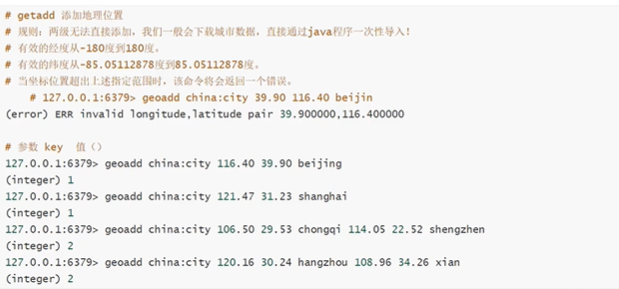 # getadd 添加地理位置
# 规则：两级无法直接添加，我们一般会下载城市数据，直接通过java程序一次性导入！
# 有效的经度从-180度到180度。
# 有效的纬度从-85.05112878度到85.05112878度。
# 当坐标位置超出上述指定范围时，该命令将会返回一个错误。
# 127.0.0.1:6379> geoadd china:city 39.90 116.40 beijin
(error) ERR invalid longitude,latitude pair 39.900000,116.400000
# 参数 key 值（）
127.0.0.1:6379> geoadd china:city 116.40 39.90 beijing
(integer) 1
127.0.0.1:6379> geoadd china:city 121.47 31.23 shanghai
(integer) 1
127.0.0.1:6379> geoadd china:city 106.50 29.53 chongqi 114.05 22.52 shengzhen
(integer) 2
127.0.0.1:6379> geoadd china:city 120.16 30.24 hangzhou 108.96 34.26 xian
(integer) 2